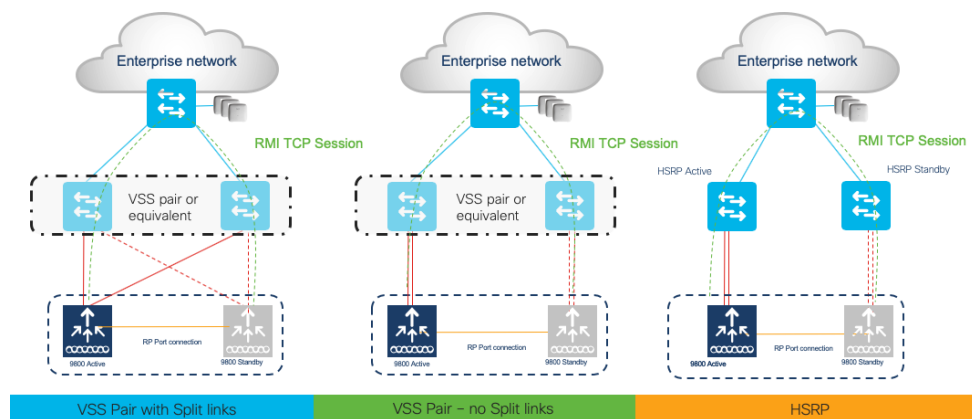 Enterprise network
RMI TCP Session
VSS pair or
equivalent
RP Port connection
9800 Active
9800 Standby
VSS Pair with Split links
Enterprise network
RMI TCP Session
VSS pair or
equivalent
RP Port connection
9800 Active
9800 Standby
VSS Pair – no Split links
Enterprise network
RMI TCP Session
HSRP Active
HSRP Standby
RP Port connection
9800 Active
9800 Standby
HSRP